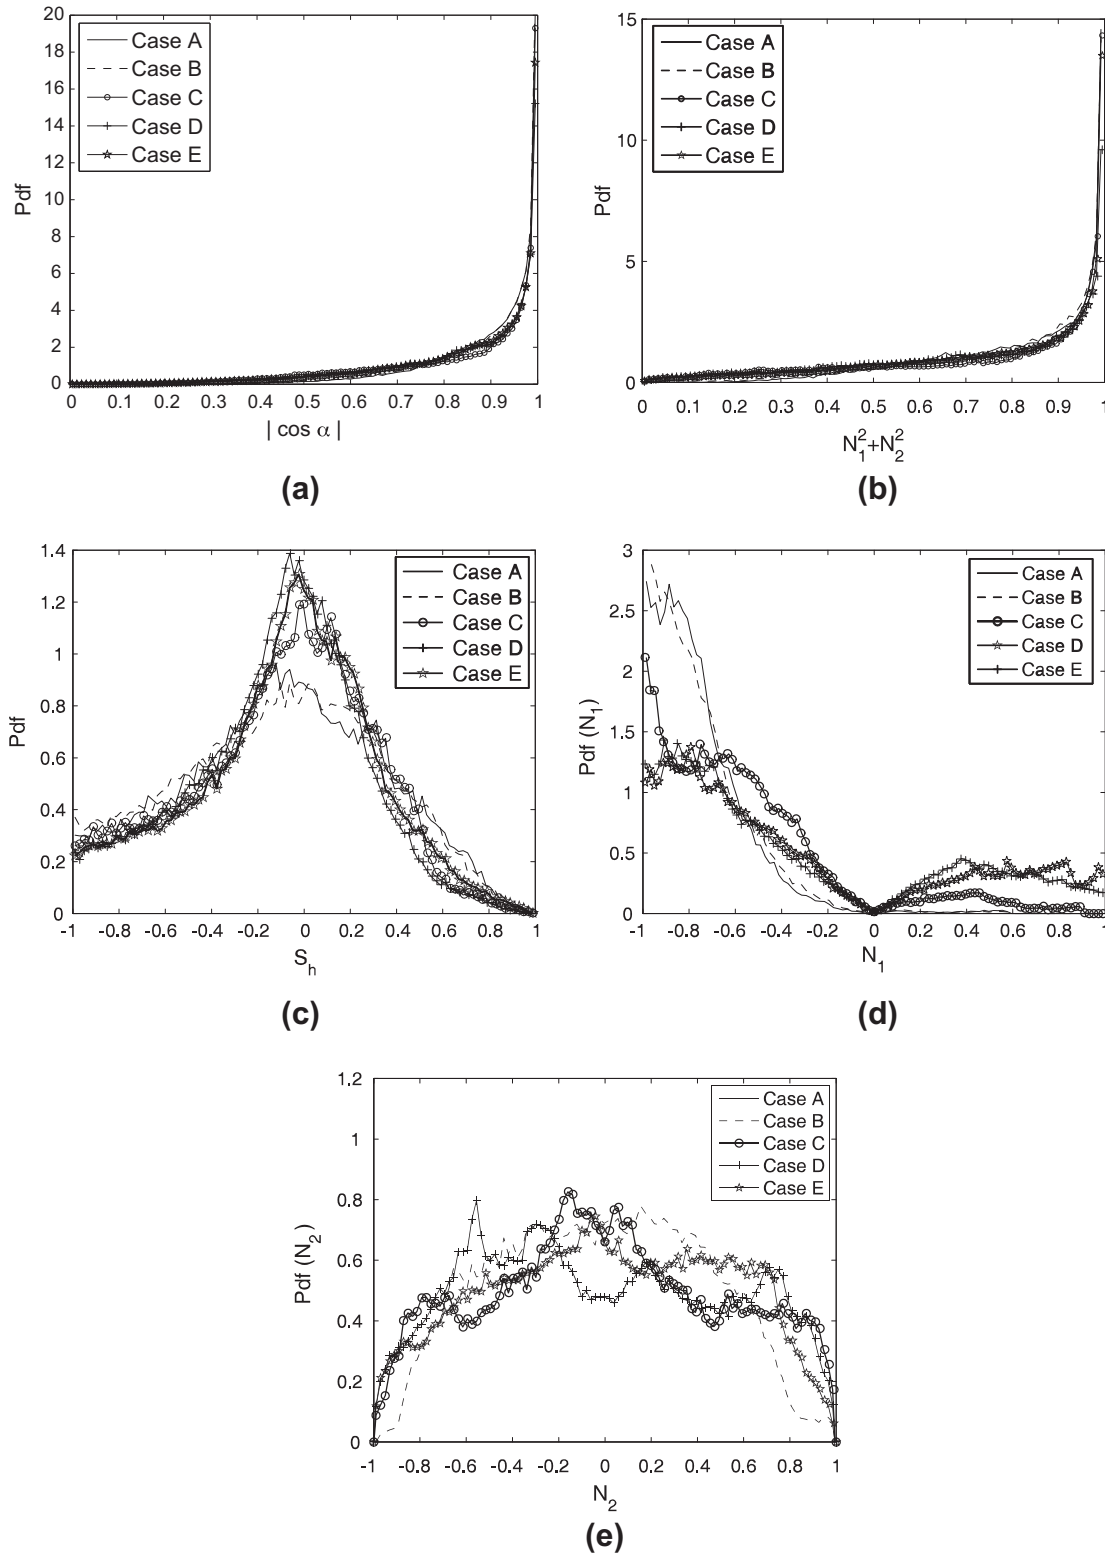 20
18
16
14
12
10
8
6
4
2
0
Pdf
Case A
Case B
Case C
Case D
Case E
0 0.1 0.2 0.3 0.4 0.5 0.6 0.7 0.8 0.9 1
| cos α |
(a)
15
10
5
0
Pdf
Case A
Case B
Case C
Case D
Case E
0 0.1 0.2 0.3 0.4 0.5 0.6 0.7 0.8 0.9 1
N₁²+N₂²
(b)
1.4
1.2
1
0.8
0.6
0.4
0.2
0
Pdf
Case A
Case B
Case C
Case D
Case E
-1 -0.8 -0.6 -0.4 -0.2 0 0.2 0.4 0.6 0.8 1
Sₕ
(c)
3
2.5
2
1.5
1
0.5
0
Pdf (N₁)
Case A
Case B
Case C
Case D
Case E
-1 -0.8 -0.6 -0.4 -0.2 0 0.2 0.4 0.6 0.8 1
N₁
(d)
1.2
1
0.8
0.6
0.4
0.2
0
Pdf (N₂)
Case A
Case B
Case C
Case D
Case E
-1 -0.8 -0.6 -0.4 -0.2 0 0.2 0.4 0.6 0.8 1
N₂
(e)